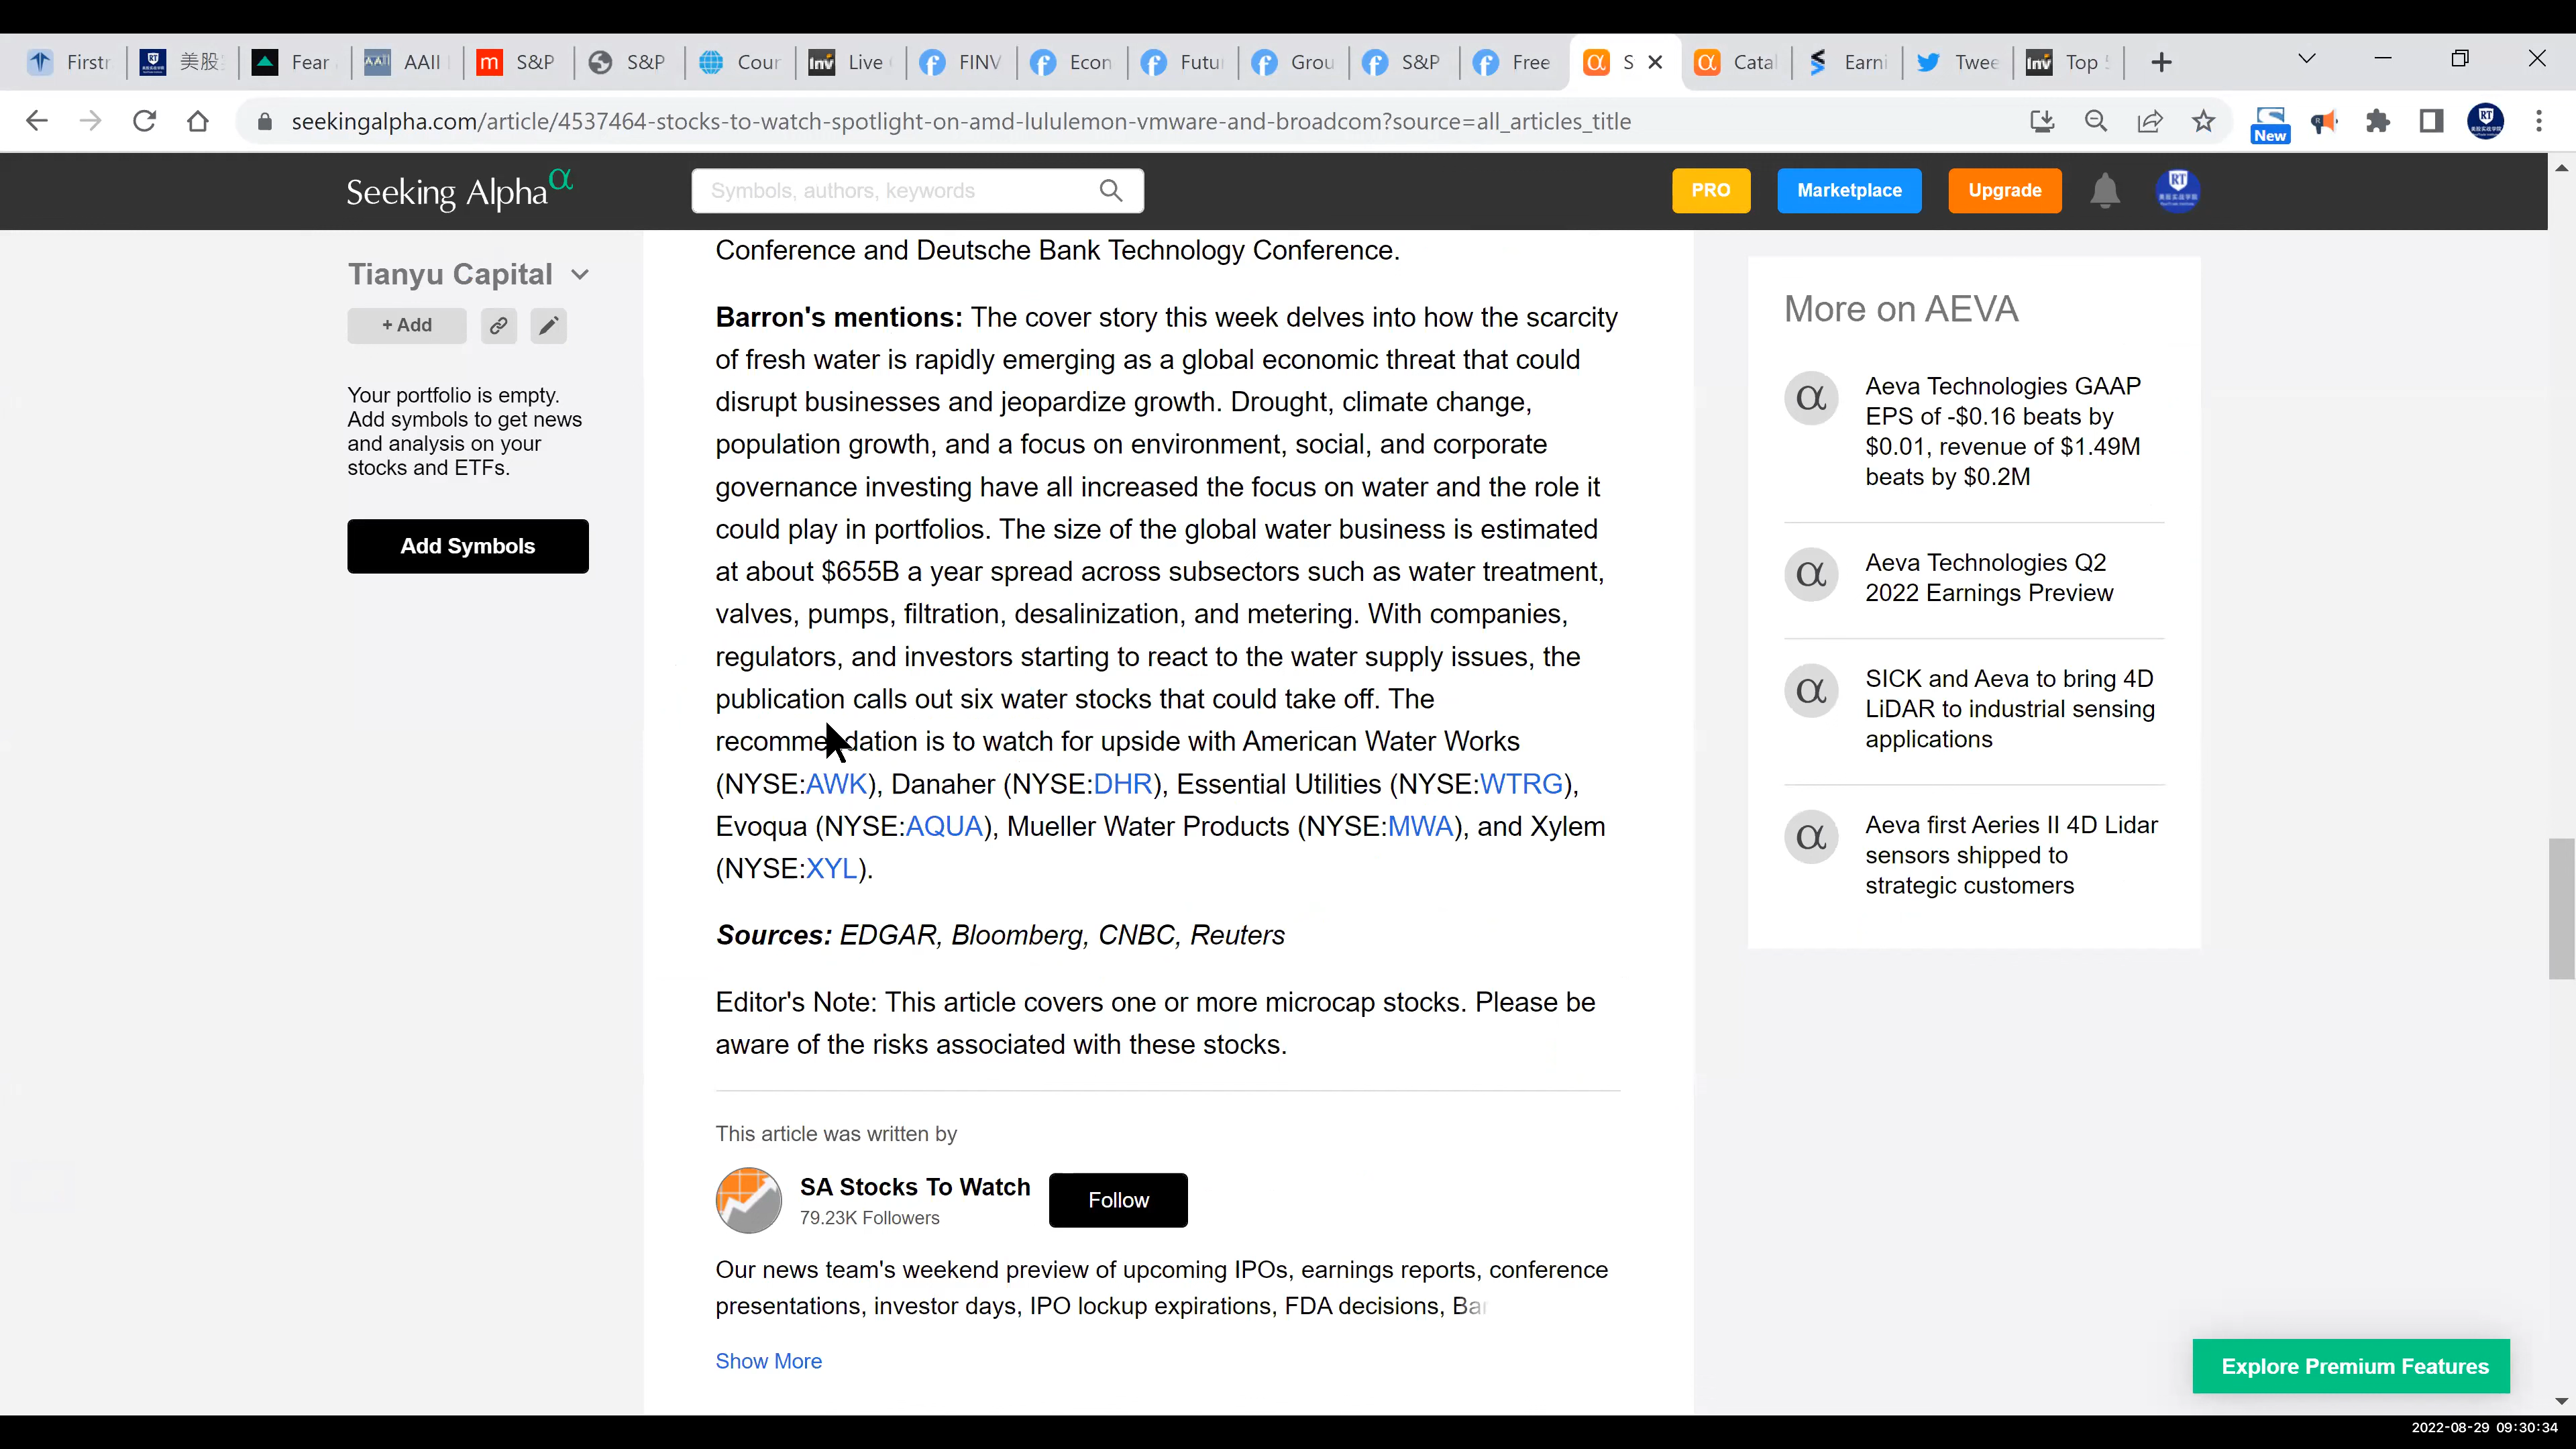 Firstr
美股
Fear
AAII
S&P
S&P
Cour
Live
FINV
Econ
Futu
Grou
S&P
Free
S
Catal
Earni
Twee
Top
seekingalpha.com/article/4537464-stocks-to-watch-spotlight-on-amd-lululemon-vmware-and-broadcom?source=all_articles_title
New
Seeking Alpha α
Symbols, authors, keywords
PRO
Marketplace
Upgrade
Tianyu Capital
+ Add
Your portfolio is empty.
Add symbols to get news
and analysis on your
stocks and ETFs.
Add Symbols
Conference and Deutsche Bank Technology Conference.
Barron's mentions: The cover story this week delves into how the scarcity
of fresh water is rapidly emerging as a global economic threat that could
disrupt businesses and jeopardize growth. Drought, climate change,
population growth, and a focus on environment, social, and corporate
governance investing have all increased the focus on water and the role it
could play in portfolios. The size of the global water business is estimated
at about $655B a year spread across subsectors such as water treatment,
valves, pumps, filtration, desalinization, and metering. With companies,
regulators, and investors starting to react to the water supply issues, the
publication calls out six water stocks that could take off. The
recommendation is to watch for upside with American Water Works
(NYSE:AWK), Danaher (NYSE:DHR), Essential Utilities (NYSE:WTRG),
Evoqua (NYSE:AQUA), Mueller Water Products (NYSE:MWA), and Xylem
(NYSE:XYL).
Sources: EDGAR, Bloomberg, CNBC, Reuters
Editor's Note: This article covers one or more microcap stocks. Please be
aware of the risks associated with these stocks.
This article was written by
SA Stocks To Watch
79.23K Followers
Follow
Our news team's weekend preview of upcoming IPOs, earnings reports, conference
presentations, investor days, IPO lockup expirations, FDA decisions, Bar
Show More
More on AEVA
Aeva Technologies GAAP
EPS of -$0.16 beats by
$0.01, revenue of $1.49M
beats by $0.2M
Aeva Technologies Q2
2022 Earnings Preview
SICK and Aeva to bring 4D
LiDAR to industrial sensing
applications
Aeva first Aeries II 4D Lidar
sensors shipped to
strategic customers
Explore Premium Features
2022-08-29 09:30:34